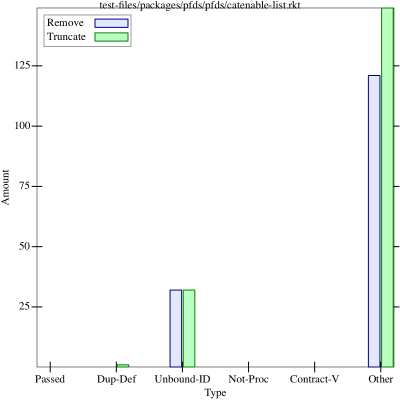 test-files/packages/pfds/pfds/catenable-list.rkt
Remove
Truncate
125
100
75
50
25
Amount
Passed Dup-Def Unbound-ID Not-Proc Contract-V Other
Type